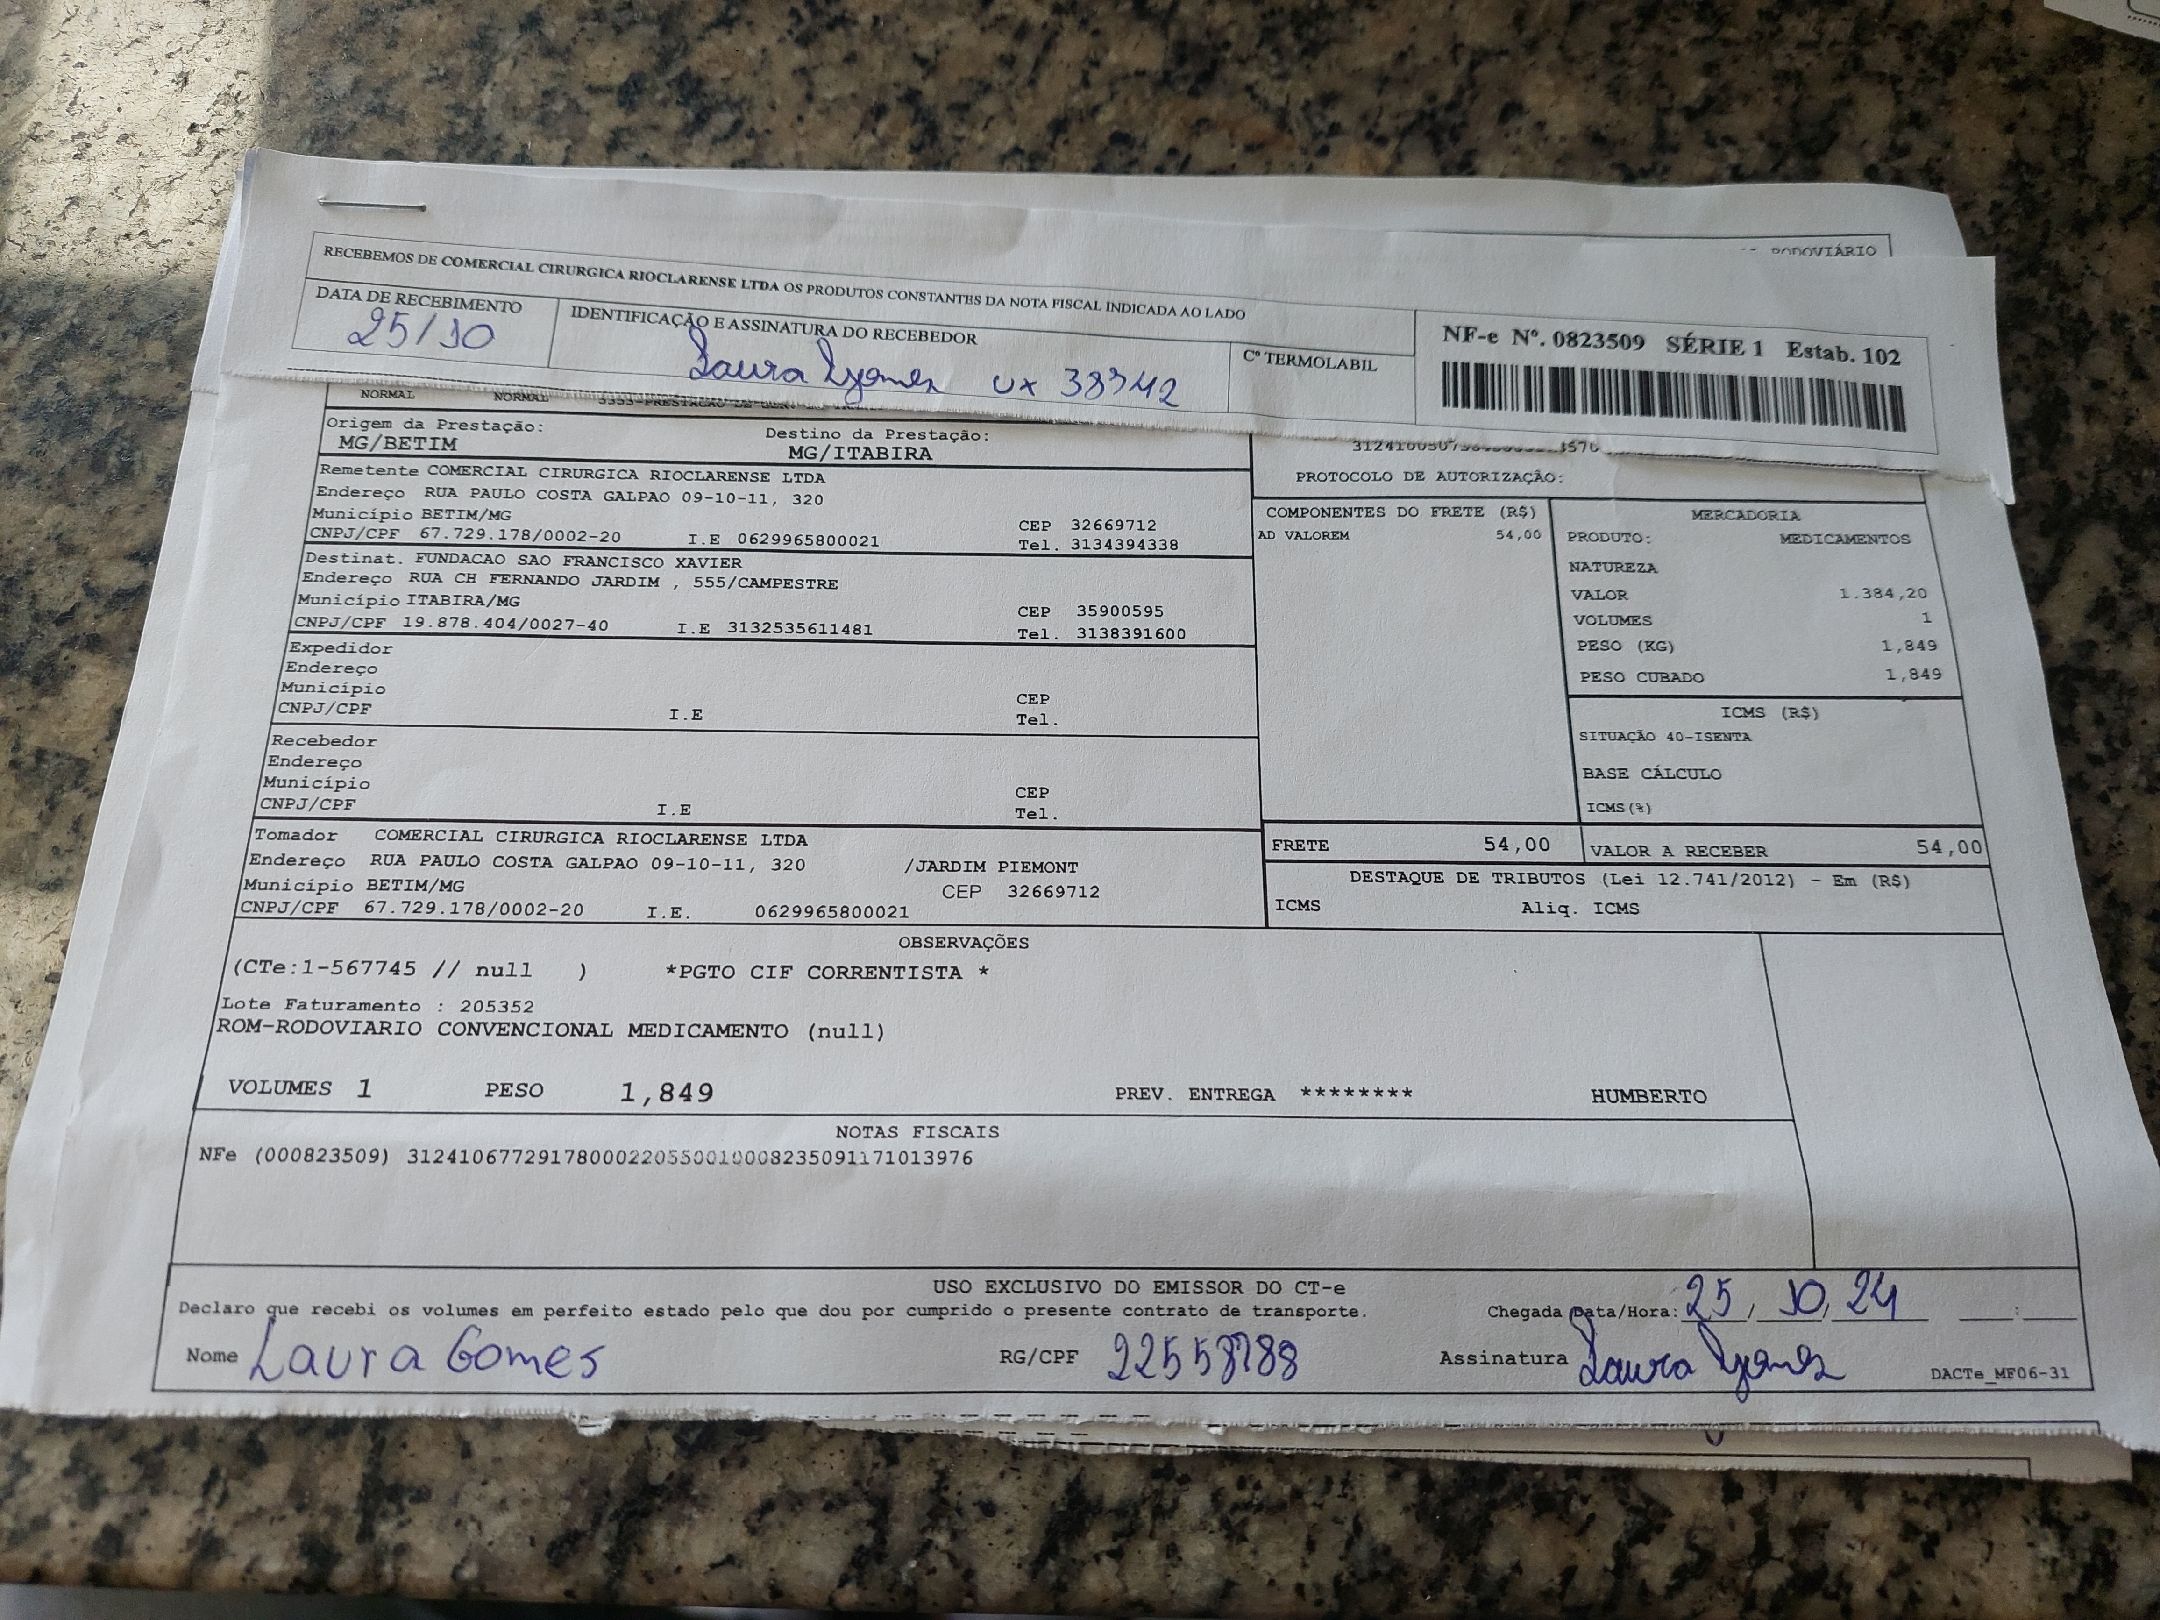 RODOVIÁRIO
RECEBEMOS DE COMERCIAL CIRURGICA RIOCLARENSE LTDA OS PRODUTOS CONSTANTES DA NOTA FISCAL INDICADA AO LADO
DATA DE RECEBIMENTO
25/10
IDENTIFICAÇÃO E ASSINATURA DO RECEBEDOR
Laura Gomes ux 38942
Cº TERMOLABIL
NF-e Nº. 0823509 SÉRIE 1 Estab. 102
NORMAL NORMAL
Origem da Prestação: Destino da Prestação:
MG/BETIM MG/ITABIRA
PROTOCOLO DE AUTORIZAÇÃO:
Remetente COMERCIAL CIRURGICA RIOCLARENSE LTDA
Endereço RUA PAULO COSTA GALPAO 09-10-11, 320
Município BETIM/MG CEP 32669712
CNPJ/CPF 67.729.178/0002-20 I.E 0629965800021 Tel. 3134394338
Destinat. FUNDACAO SAO FRANCISCO XAVIER
Endereço RUA CH FERNANDO JARDIM , 555/CAMPESTRE
Município ITABIRA/MG CEP 35900595
CNPJ/CPF 19.878.404/0027-40 I.E 3132535611481 Tel. 3138391600
Expedidor
Endereço
Município CEP
CNPJ/CPF I.E Tel.
Recebedor
Endereço
Município CEP
CNPJ/CPF I.E Tel.
Tomador COMERCIAL CIRURGICA RIOCLARENSE LTDA
Endereço RUA PAULO COSTA GALPAO 09-10-11, 320 /JARDIM PIEMONT
Município BETIM/MG CEP 32669712
CNPJ/CPF 67.729.178/0002-20 I.E. 0629965800021
COMPONENTES DO FRETE (R$)
AD VALOREM 54,00
MERCADORIA
PRODUTO: MEDICAMENTOS
NATUREZA
VALOR 1.384,20
VOLUMES 1
PESO (KG) 1,849
PESO CUBADO 1,849
ICMS (R$)
SITUAÇÃO 40-ISENTA
BASE CÁLCULO
ICMS(%)
FRETE 54,00 VALOR A RECEBER 54,00
DESTAQUE DE TRIBUTOS (Lei 12.741/2012) - Em (R$)
ICMS Aliq. ICMS
OBSERVAÇÕES
(CTe:1-567745 // null ) *PGTO CIF CORRENTISTA *
Lote Faturamento : 205352
ROM-RODOVIARIO CONVENCIONAL MEDICAMENTO (null)
VOLUMES 1 PESO 1,849 PREV. ENTREGA ******** HUMBERTO
NOTAS FISCAIS
NFe (000823509) 31241067729178000220550010008235091171013976
USO EXCLUSIVO DO EMISSOR DO CT-e
Declaro que recebi os volumes em perfeito estado pelo que dou por cumprido o presente contrato de transporte. Chegada Data/Hora: 25/10/24 :
Nome Laura Gomes RG/CPF 22558788 Assinatura Laura Gomes DACTe_MF06-31